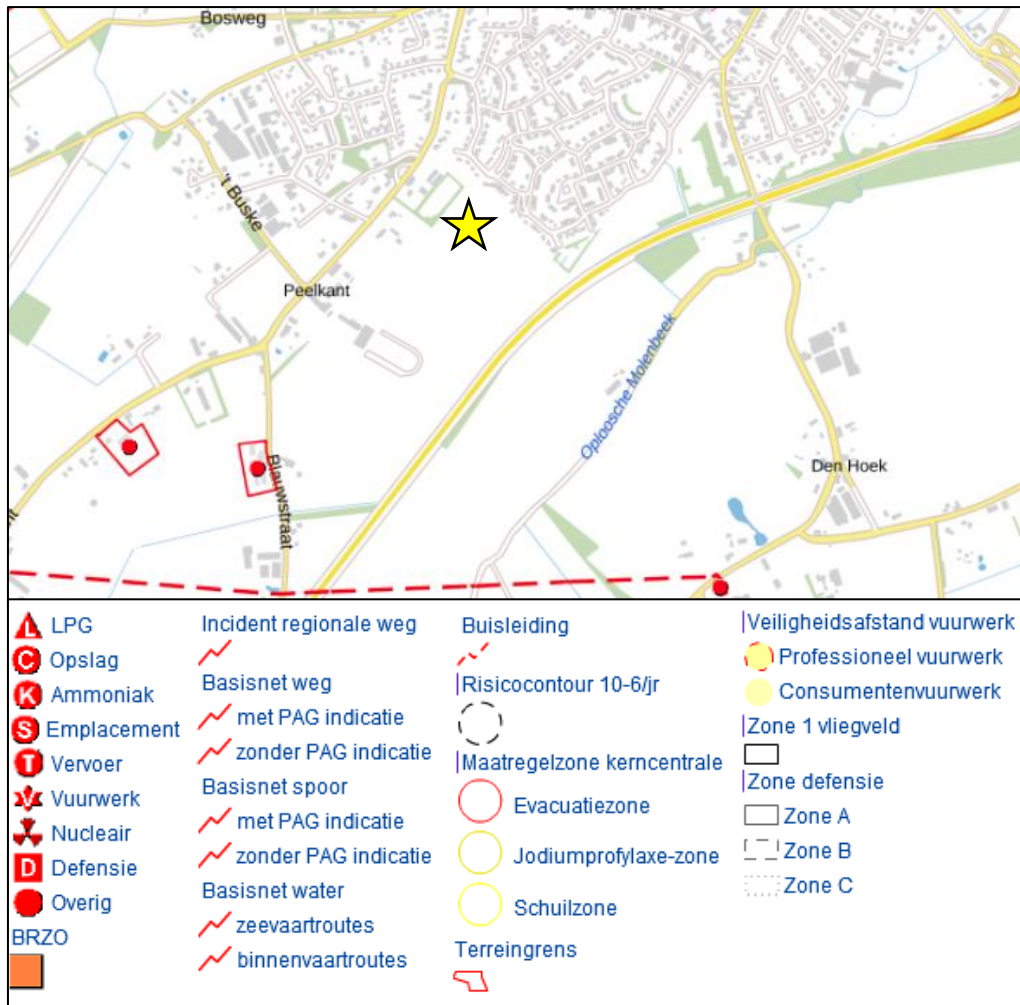 Bosweg
't Buske
Peelkant
Oploosche Molenbeek
Blauwstraat
Den Hoek
LPG
Opslag
Ammoniak
Emplacement
Vervoer
Vuurwerk
Nucleair
Defensie
Overig
BRZO
Incident regionale weg
Basisnet weg
met PAG indicatie
zonder PAG indicatie
Basisnet spoor
met PAG indicatie
zonder PAG indicatie
Basisnet water
zeevaartroutes
binnenvaartroutes
Buisleiding
Risicocontour 10-6/jr
Maatregelzone kerncentrale
Evacuatiezone
Jodiumprofylaxe-zone
Schuilzone
Terreingrens
Veiligheidsafstand vuurwerk
Professioneel vuurwerk
Consumentenvuurwerk
Zone 1 vliegveld
Zone defensie
Zone A
Zone B
Zone C
L
C
K
S
T
V
D